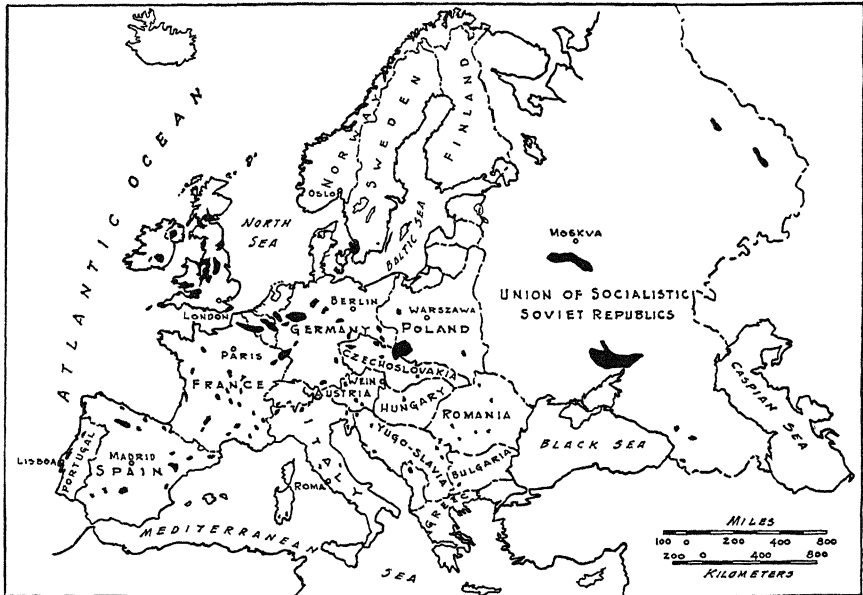 ATLANTIC OCEAN
NORWAY
SWEDEN
FINLAND
OSLO
NORTH
SEA
BALTIC SEA
MOSKVA
UNION OF SOCIALISTIC
SOVIET REPUBLICS
LONDON
BERLIN
GERMANY
WARSZAWA
POLAND
PARIS
FRANCE
CZECHOSLOVAKIA
WEIN
AUSTRIA
HUNGARY
ROMANIA
CASPIAN SEA
BLACK SEA
YUGO-SLAVIA
BULGARIA
ITALY
ROMA
GREECE
LISBOA
PORTUGAL
MADRID
SPAIN
MEDITERRANEAN
SEA
MILES
100 0 200 400 800
200 0 400 800
KILOMETERS